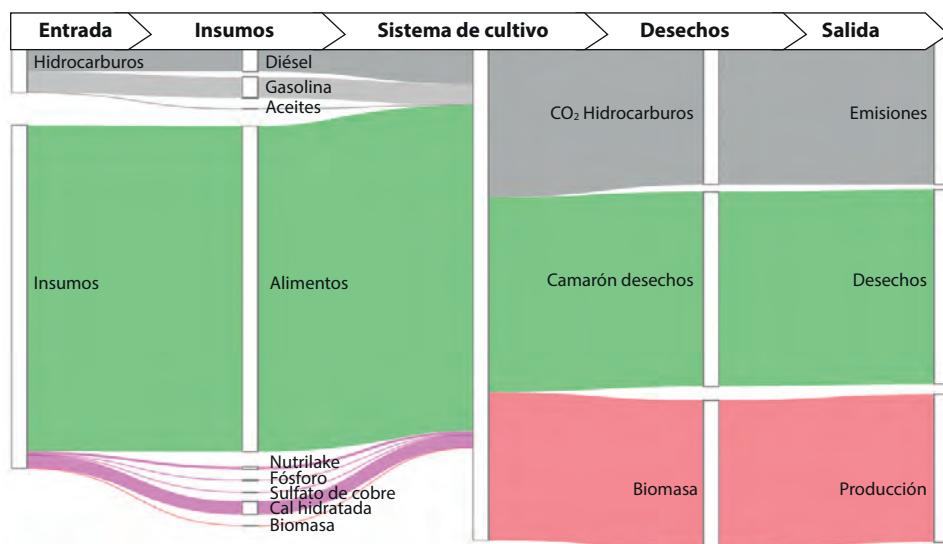 Entrada
Insumos
Sistema de cultivo
Desechos
Salida
Hidrocarburos
Diésel
Gasolina
Aceites
CO₂ Hidrocarburos
Emisiones
Insumos
Alimentos
Camarón desechos
Desechos
Nutrilake
Fósforo
Sulfato de cobre
Cal hidratada
Biomasa
Biomasa
Producción